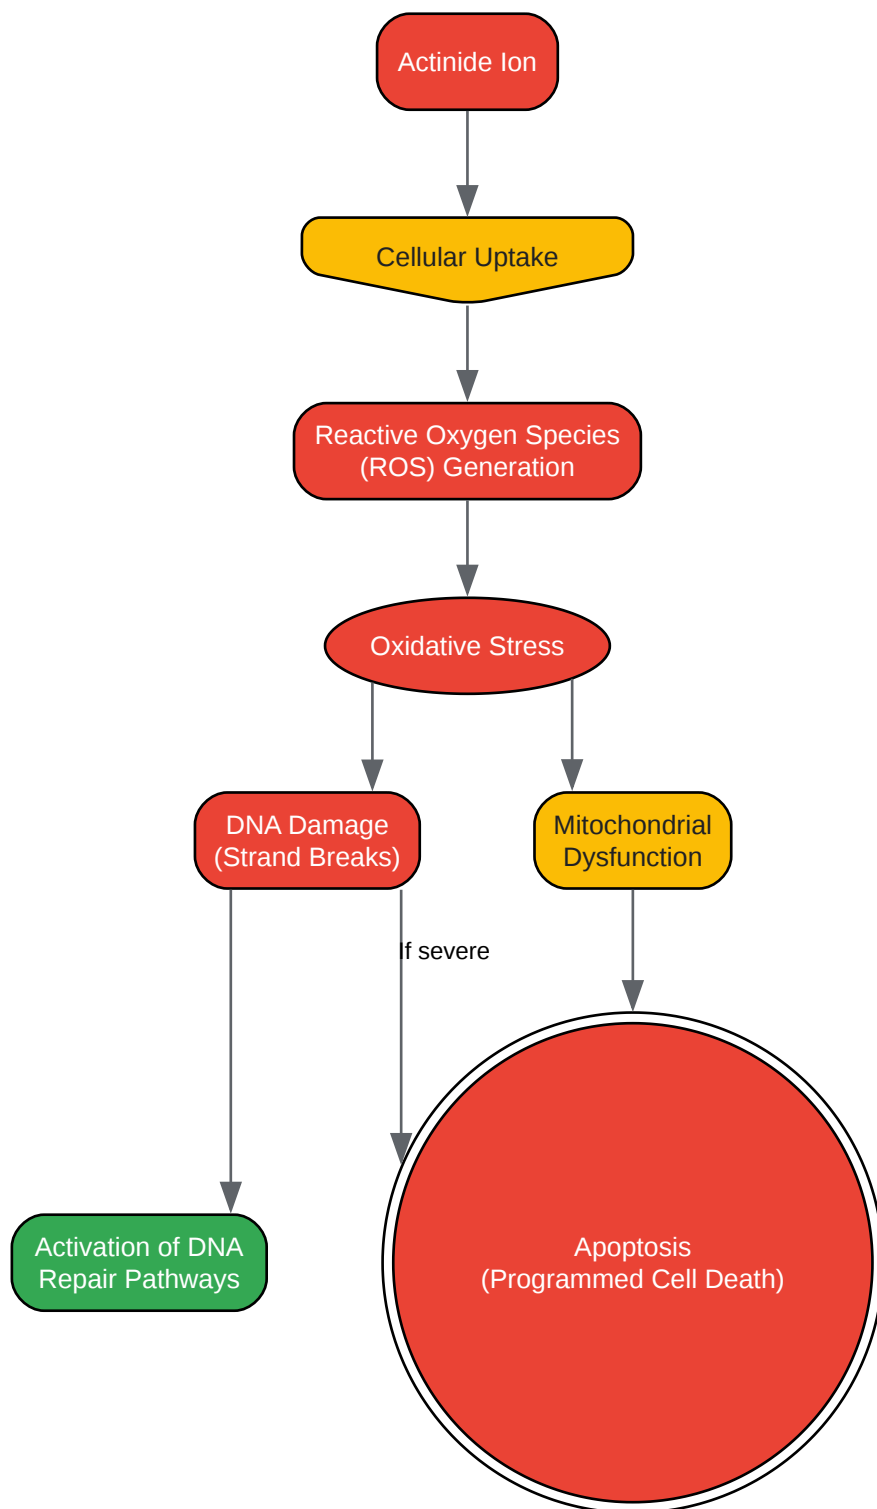 Actinide Ion
Cellular Uptake
Reactive Oxygen Species
(ROS) Generation
Oxidative Stress
DNA Damage
(Strand Breaks)
Mitochondrial
Dysfunction
If severe
Activation of DNA
Repair Pathways
Apoptosis
(Programmed Cell Death)